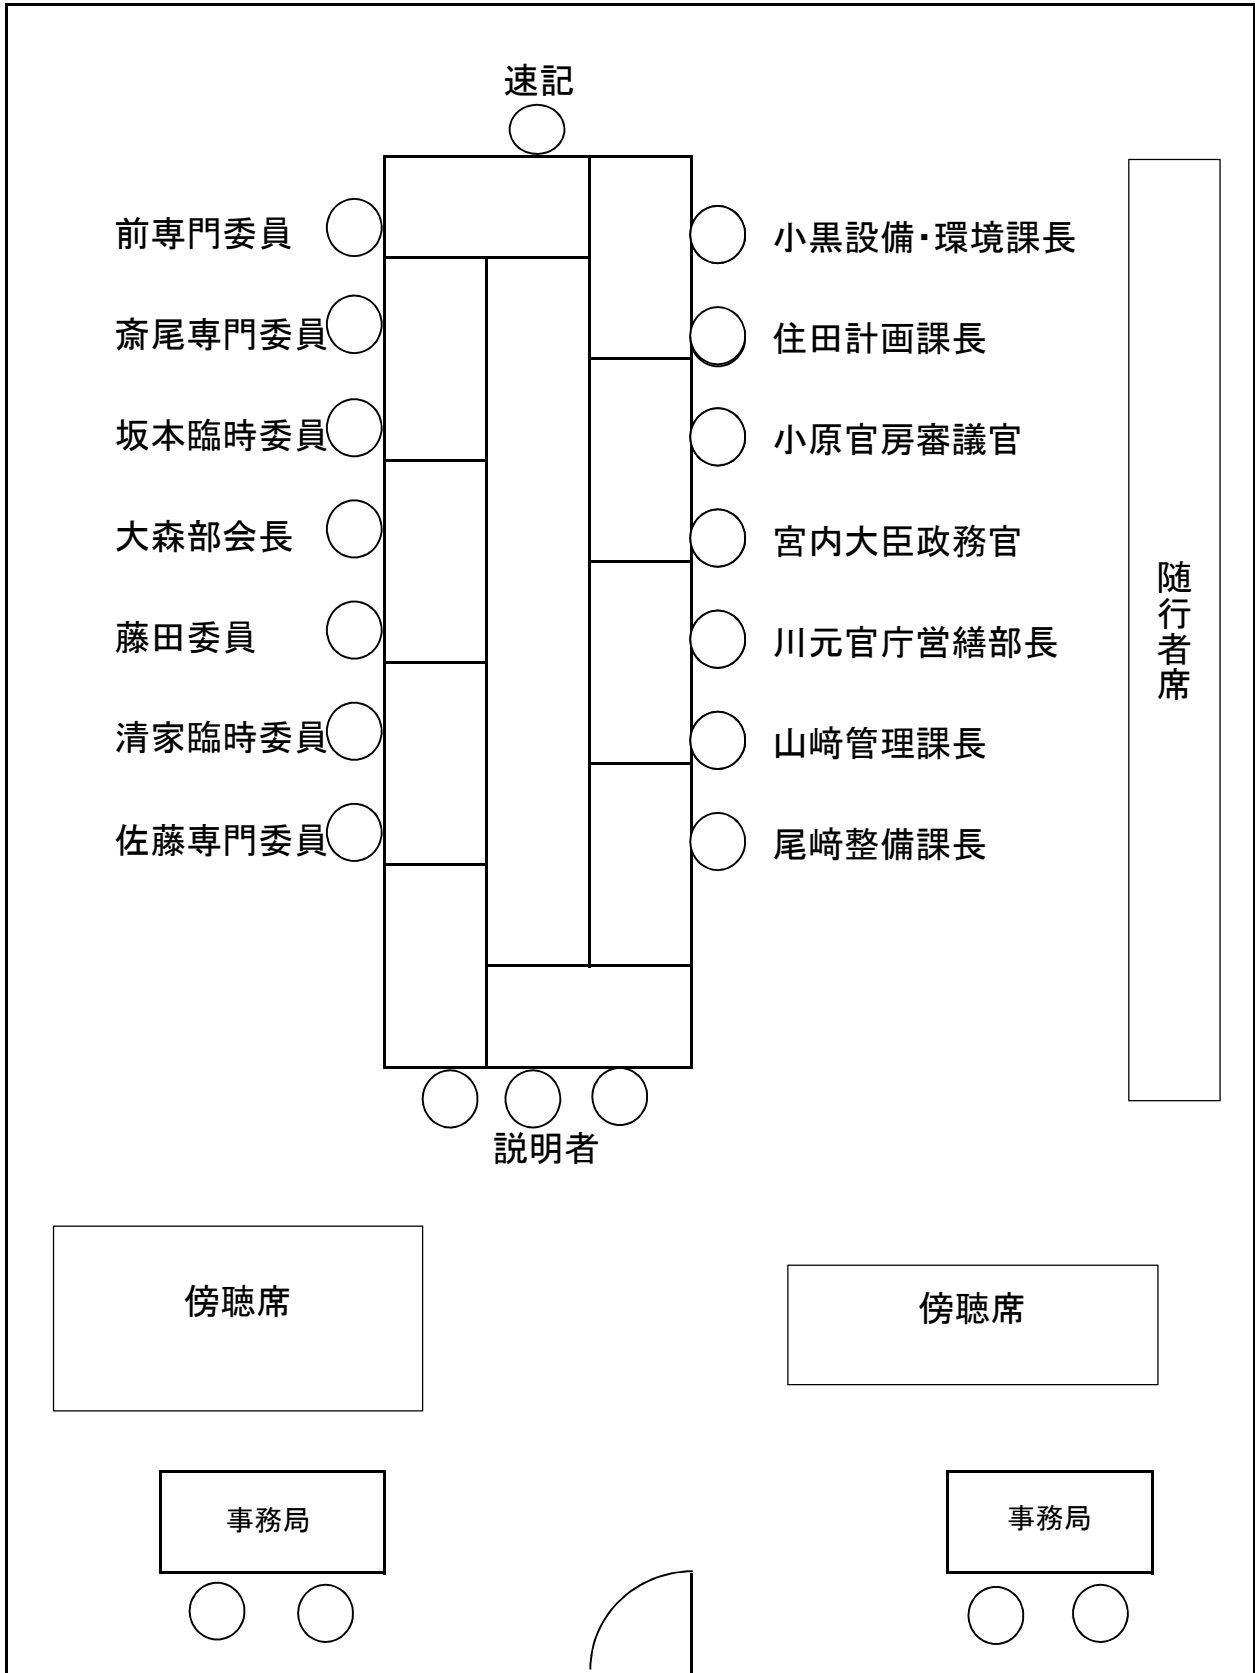 速記
前専門委員
小黒設備・環境課長
斎尾専門委員
住田計画課長
坂本臨時委員
小原官房審議官
大森部会長
宮内大臣政務官
藤田委員
川元官庁営繕部長
清家臨時委員
山﨑管理課長
佐藤専門委員
尾﨑整備課長
随行者席
説明者
傍聴席
傍聴席
事務局
事務局